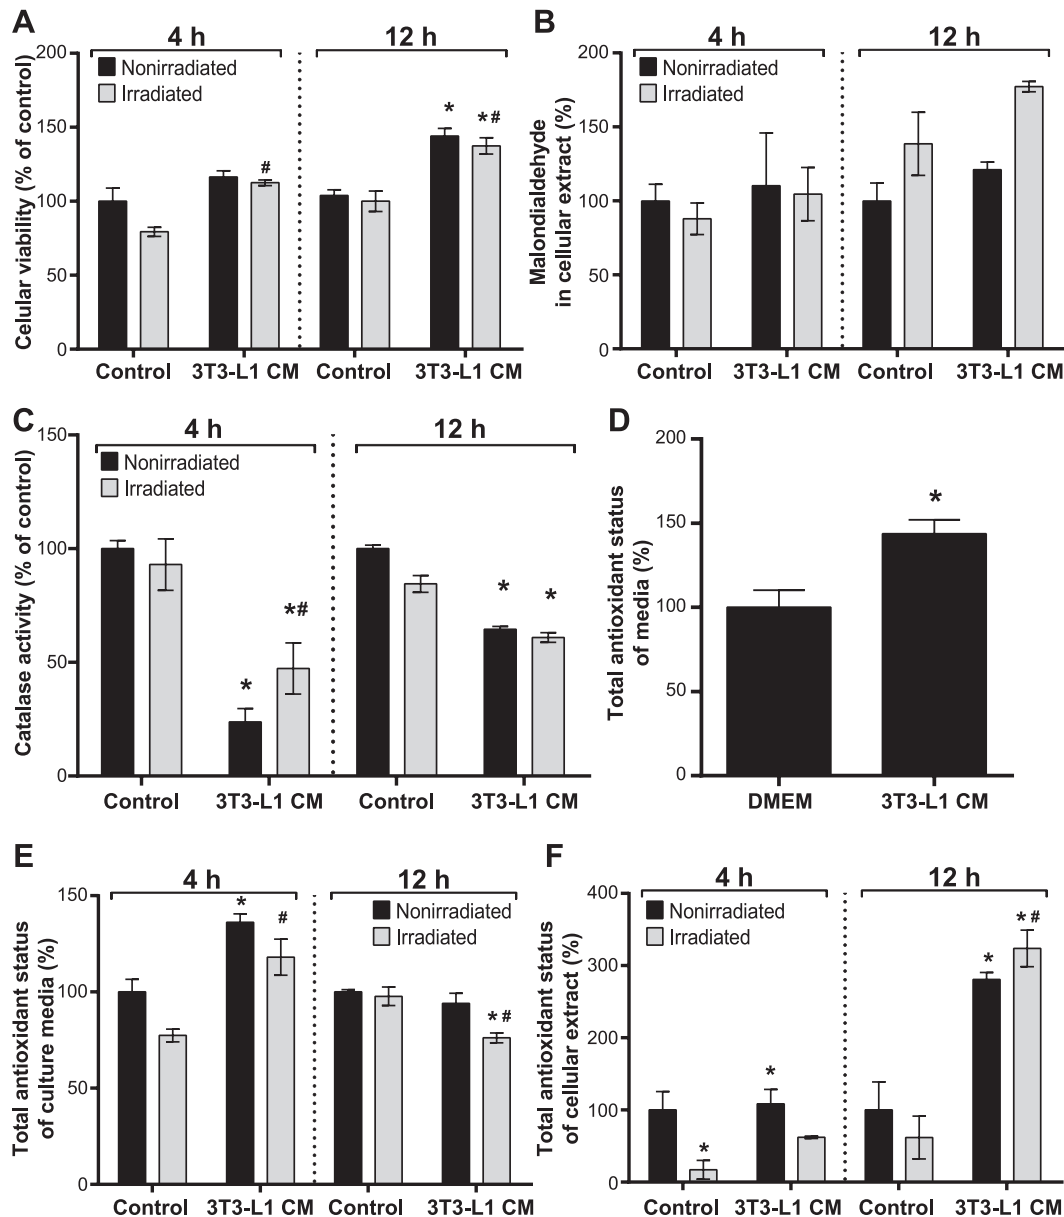 A
4 h
12 h
Celular viability (% of control)
200
150
100
50
0
Nonirradiated
Irradiated
#
*
*#
Control
3T3-L1 CM
Control
3T3-L1 CM
B
4 h
12 h
Malondialdehyde
in cellular extract (%)
200
150
100
50
0
Nonirradiated
Irradiated
Control
3T3-L1 CM
Control
3T3-L1 CM
C
4 h
12 h
Catalase activity (% of control)
150
100
50
0
Nonirradiated
Irradiated
*
*#
*
*
Control
3T3-L1 CM
Control
3T3-L1 CM
D
Total antioxidant status
of media (%)
200
150
100
50
0
*
DMEM
3T3-L1 CM
E
4 h
12 h
Total antioxidant status
of culture media (%)
150
100
50
0
Nonirradiated
Irradiated
*
#
*#
Control
3T3-L1 CM
Control
3T3-L1 CM
F
4 h
12 h
Total antioxidant status
of cellular extract (%)
400
300
200
100
0
Nonirradiated
Irradiated
*
*
*
*#
Control
3T3-L1 CM
Control
3T3-L1 CM